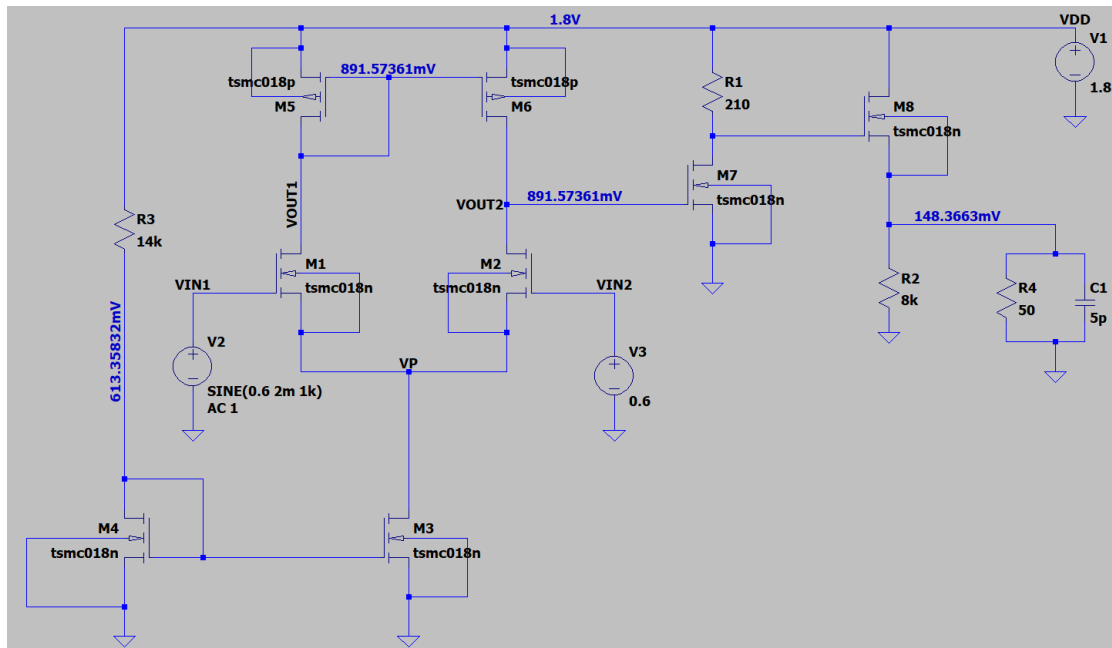 1.8V
VDD
V1
1.8
tsmc018p
M5
891.57361mV
tsmc018p
M6
R1
210
M8
tsmc018n
M7
tsmc018n
VOUT1
VOUT2
891.57361mV
R3
14k
148.3663mV
M1
tsmc018n
M2
tsmc018n
VIN1
VIN2
R2
8k
R4
50
C1
5p
613.35832mV
V2
SINE(0.6 2m 1k)
AC 1
VP
V3
0.6
M4
tsmc018n
M3
tsmc018n